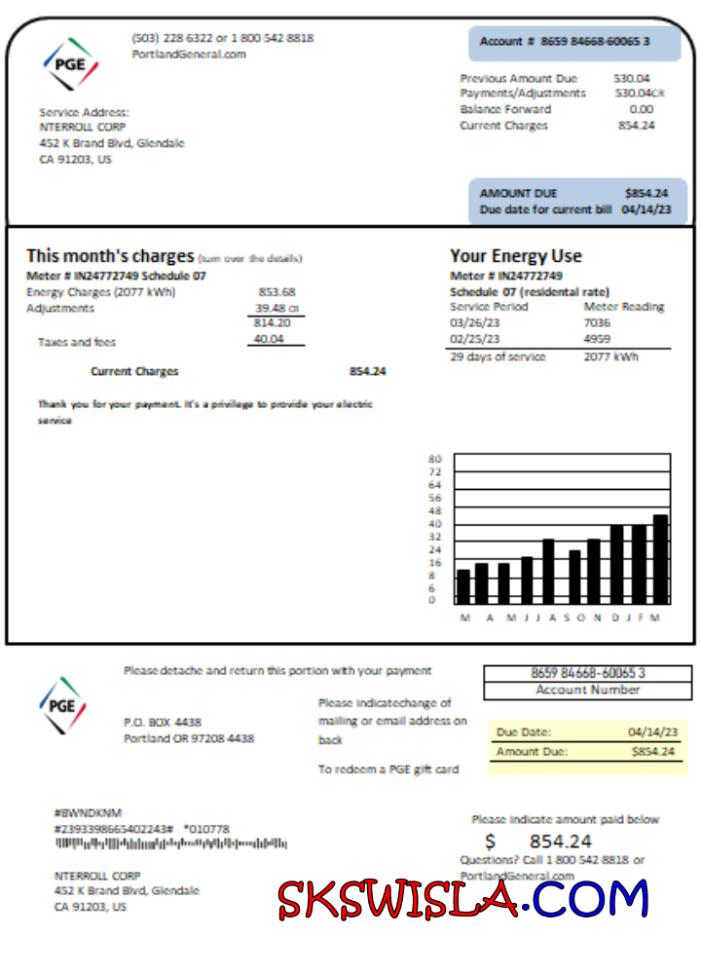 (503) 228 6322 or 1 800 542 8818
PortlandGeneral.com
PGE
Account # 8659 84668-60065 3
Previous Amount Due 530.04
Payments/Adjustments 530.04CR
Balance Forward 0.00
Current Charges 854.24
Service Address:
NTERROLL CORP
452 K Brand Blvd, Glendale
CA 91203, US
AMOUNT DUE $854.24
Due date for current bill 04/14/23
This month's charges (turn over the details)
Meter # IN24772749 Schedule 07
Energy Charges (2077 kWh) 853.68
Adjustments 39.48 CR
814.20
Taxes and fees 40.04
Current Charges 854.24
Thank you for your payment. It's a privilege to provide your electric
service
Your Energy Use
Meter # IN24772749
Schedule 07 (residental rate)
Service Period Meter Reading
03/26/23 7036
02/25/23 4959
29 days of service 2077 kWh
80
72
64
56
48
40
32
24
16
8
6
0
M A M J J A S O N D J F M
Please detache and return this portion with your payment
8659 84668-60065 3
Account Number
PGE
P.O. BOX 4438
Portland OR 97208 4438
Please indicatechange of
mailing or email address on
back
To redeem a PGE gift card
Due Date: 04/14/23
Amount Due: $854.24
#BWNDKNM
#2393398665402243# *010778
Please indicate amount paid below
$ 854.24
Questions? Call 1 800 542 8818 or
PortlandGeneral.com
NTERROLL CORP
452 K Brand Blvd, Glendale
CA 91203, US
SKSWISLA.COM